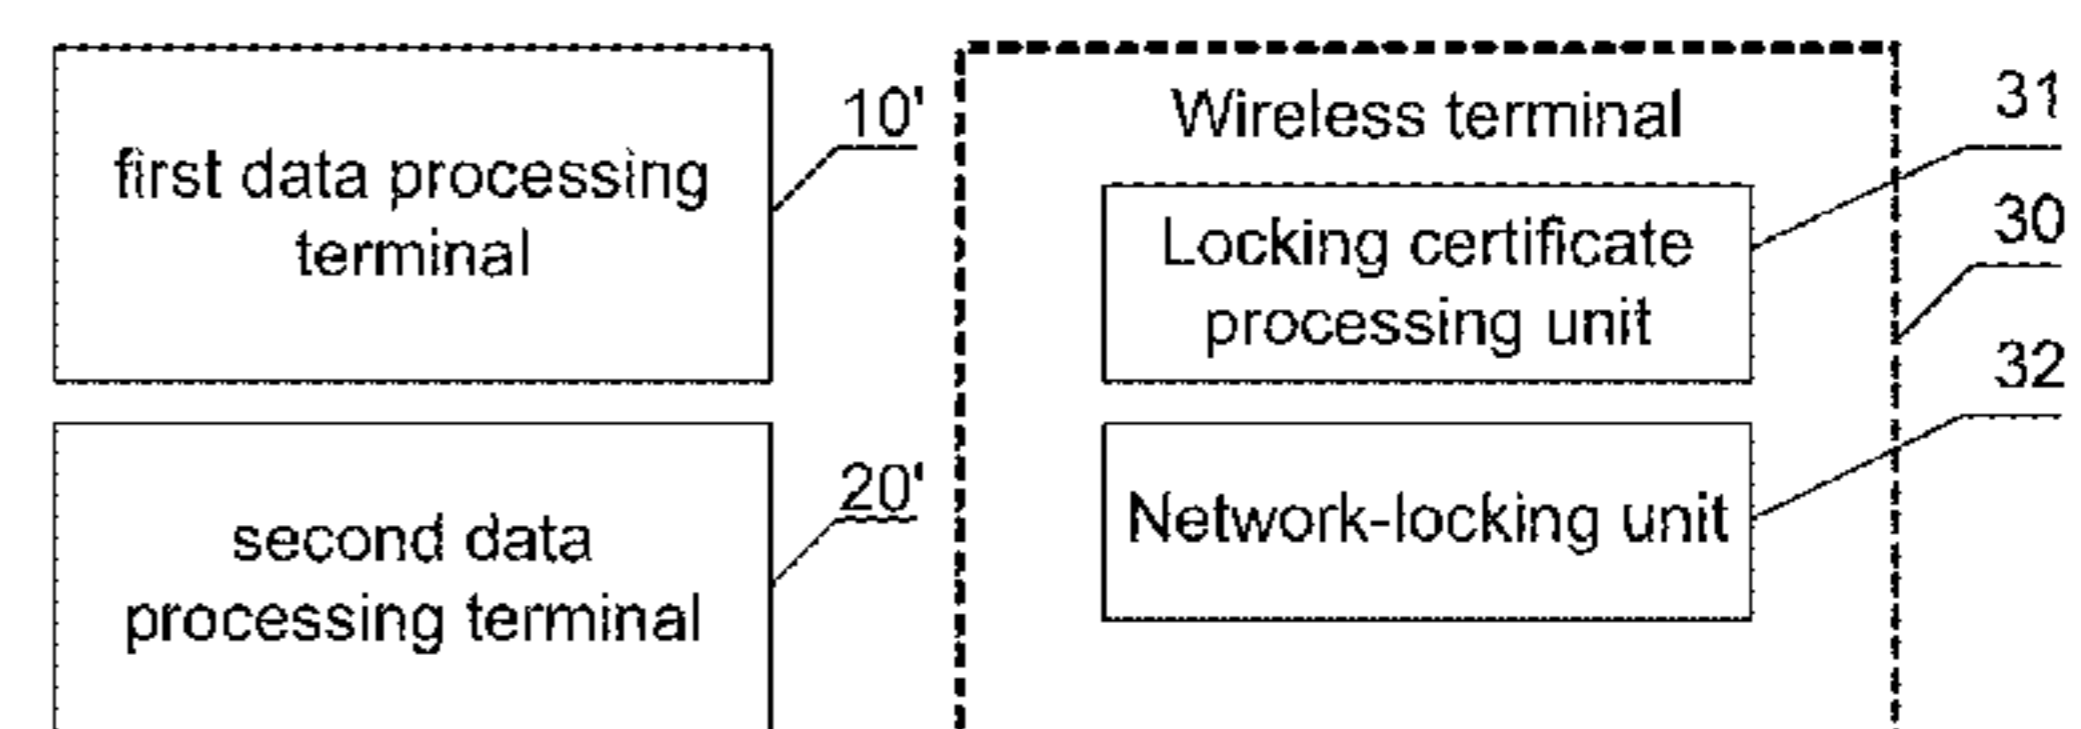 first data processing
terminal
10'
second data
processing terminal
20'
Wireless terminal
Locking certificate
processing unit
Network-locking unit
31
30
32